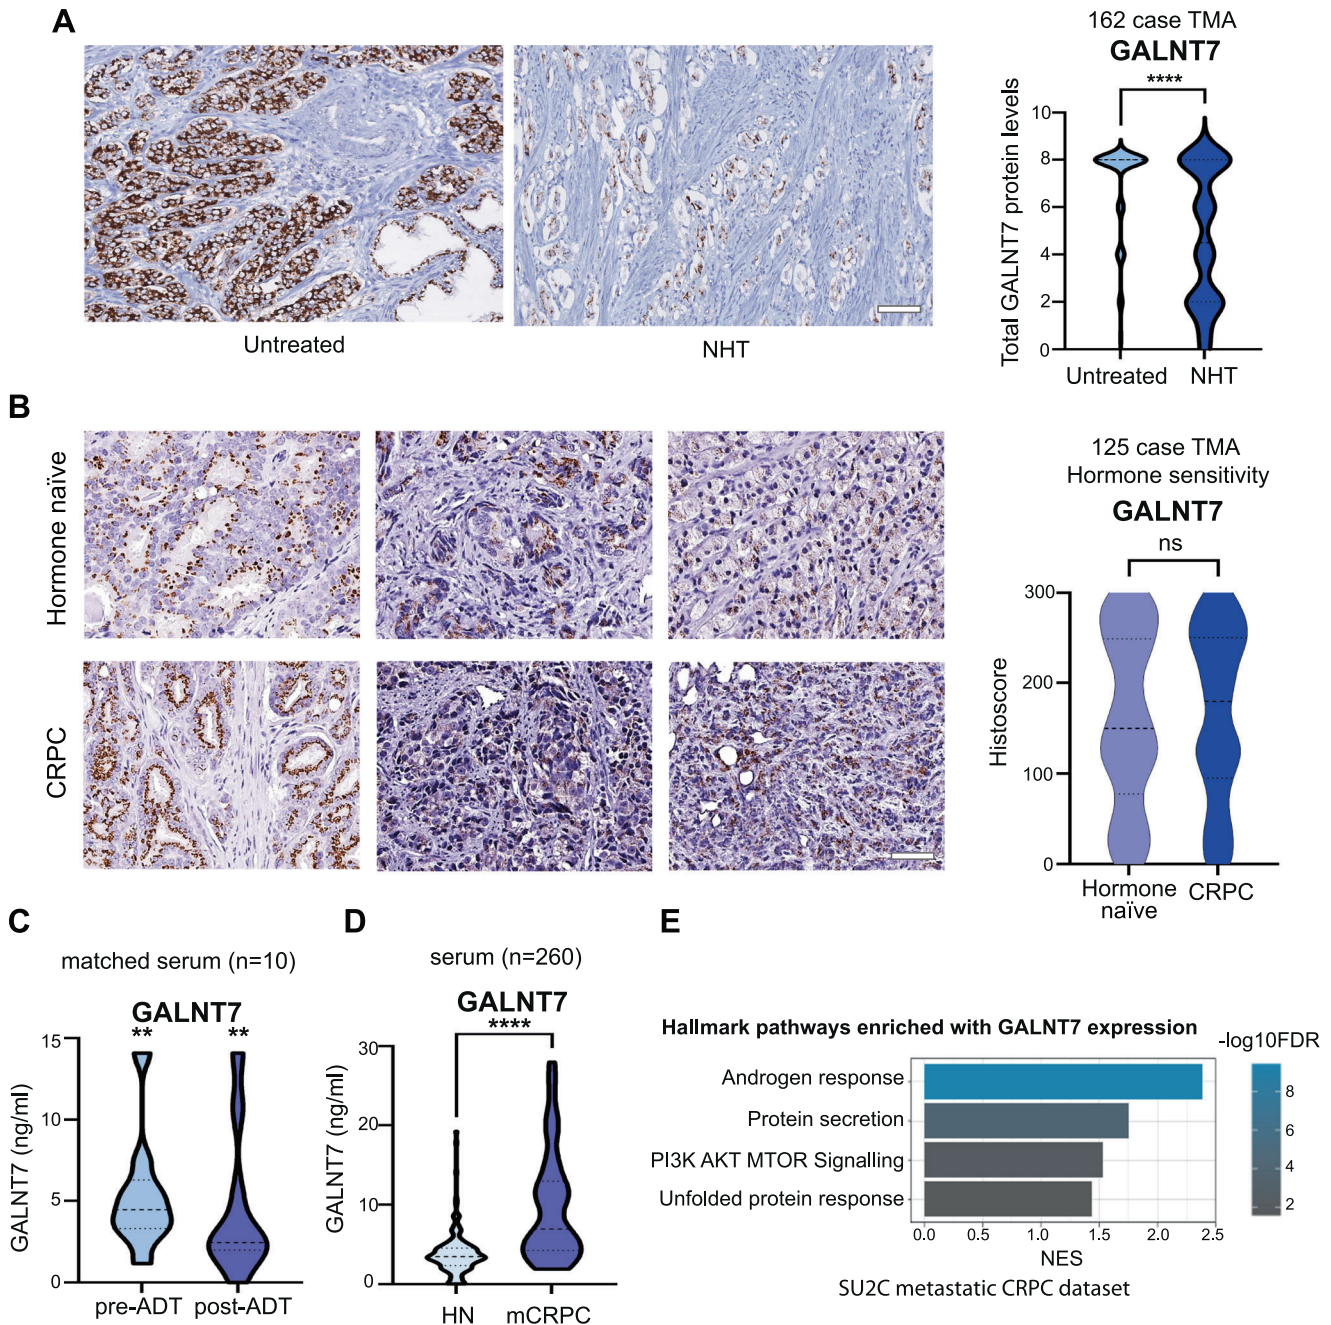 A
Untreated
NHT
162 case TMA
GALNT7
****
Total GALNT7 protein levels
10
8
6
4
2
0
Untreated
NHT
B
Hormone naïve
CRPC
125 case TMA
Hormone sensitivity
GALNT7
ns
Histoscore
300
200
100
0
Hormone
naïve
CRPC
C
matched serum (n=10)
GALNT7
**
**
GALNT7 (ng/ml)
15
10
5
0
pre-ADT
post-ADT
D
serum (n=260)
GALNT7
****
GALNT7 (ng/ml)
30
20
10
0
HN
mCRPC
E
Hallmark pathways enriched with GALNT7 expression
Androgen response
Protein secretion
PI3K AKT MTOR Signalling
Unfolded protein response
0.0
0.5
1.0
1.5
2.0
2.5
NES
SU2C metastatic CRPC dataset
-log10FDR
8
6
4
2